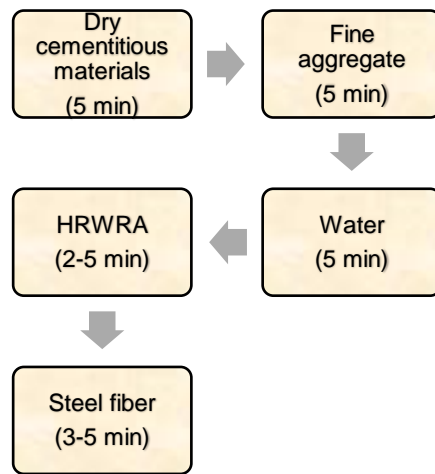 Dry
cementitious
materials
(5 min)
Fine
aggregate
(5 min)
Water
(5 min)
HRWRA
(2-5 min)
Steel fiber
(3-5 min)